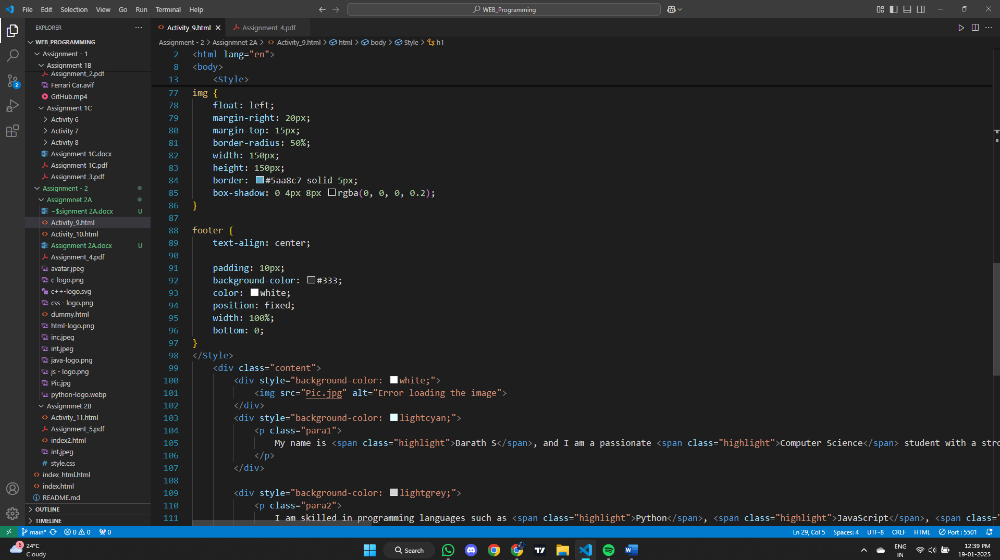 File Edit Selection View Go Run Terminal Help
WEB_Programming
EXPLORER
WEB_PROGRAMMING
Assignment - 1
Assignment 1B
Assignment_2.pdf
Ferrari Car.avif
GitHub.mp4
Assignment 1C
Activity 6
Activity 7
Activity 8
Assignment 1C.docx
Assignment 1C.pdf
Assignment_3.pdf
Assignment - 2
Assignmnet 2A
~$signment 2A.docx U
Activity_9.html
Activity_10.html
Assignment 2A.docx U
Assignment_4.pdf
avatar.jpeg
c-logo.png
c++-logo.svg
css - logo.png
dummy.html
html-logo.png
inc.jpeg
int.jpeg
java-logo.png
js - logo.png
Pic.jpg
python-logo.webp
Assignmnet 2B
Activity_11.html
Assignment_5.pdf
index2.html
int.jpeg
# style.css
index_html.html
index.html
README.md
OUTLINE
TIMELINE
Activity_9.html Assignment_4.pdf
Assignment - 2 > Assignmnet 2A > Activity_9.html > html > body > Style > h1
2 <html lang="en">
8 <body>
13 <Style>
77 img {
78 float: left;
79 margin-right: 20px;
80 margin-top: 15px;
81 border-radius: 50%;
82 width: 150px;
83 height: 150px;
84 border: #5aa8c7 solid 5px;
85 box-shadow: 0 4px 8px rgba(0, 0, 0, 0.2);
86 }
87
88 footer {
89 text-align: center;
90
91 padding: 10px;
92 background-color: #333;
93 color: white;
94 position: fixed;
95 width: 100%;
96 bottom: 0;
97 }
98 </Style>
99 <div class="content">
100 <div style="background-color: white;">
101 <img src="Pic.jpg" alt="Error loading the image">
102 </div>
103 <div style="background-color: lightcyan;">
104 <p class="para1">
105 My name is <span class="highlight">Barath S</span>, and I am a passionate <span class="highlight">Computer Science</span> student with a stro
106 </p>
107 </div>
108
109 <div style="background-color: lightgrey;">
110 <p class="para2">
111 I am skilled in programming languages such as <span class="highlight">Python</span>, <span class="highlight">JavaScript</span>, <span class="
2
main* 0 0 0
Ln 29, Col 5 Spaces: 4 UTF-8 CRLF HTML Port : 5501
6 24°C
Cloudy
Search
ENG
IN
12:39 PM
19-01-2025